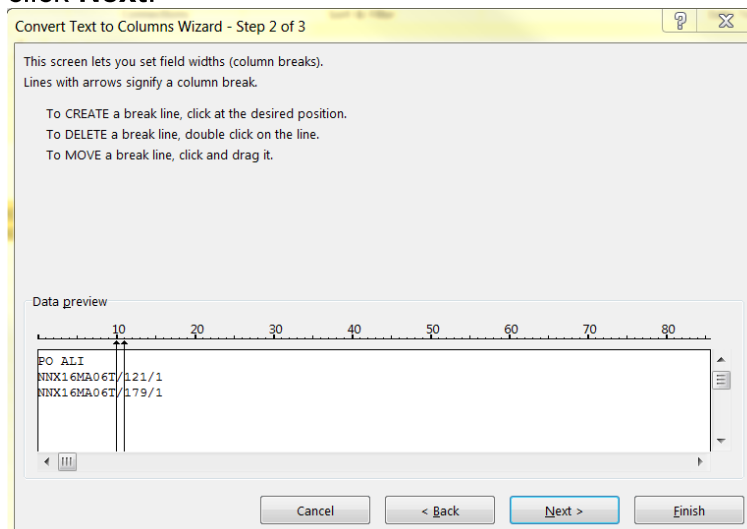 click Next.
Convert Text to Columns Wizard - Step 2 of 3
This screen lets you set field widths (column breaks).
Lines with arrows signify a column break.
To CREATE a break line, click at the desired position.
To DELETE a break line, double click on the line.
To MOVE a break line, click and drag it.
Data preview
10 20 30 40 50 60 70 80
PO ALI
NNX16MA06T/121/1
NNX16MA06T/179/1
Cancel < Back Next > Finish